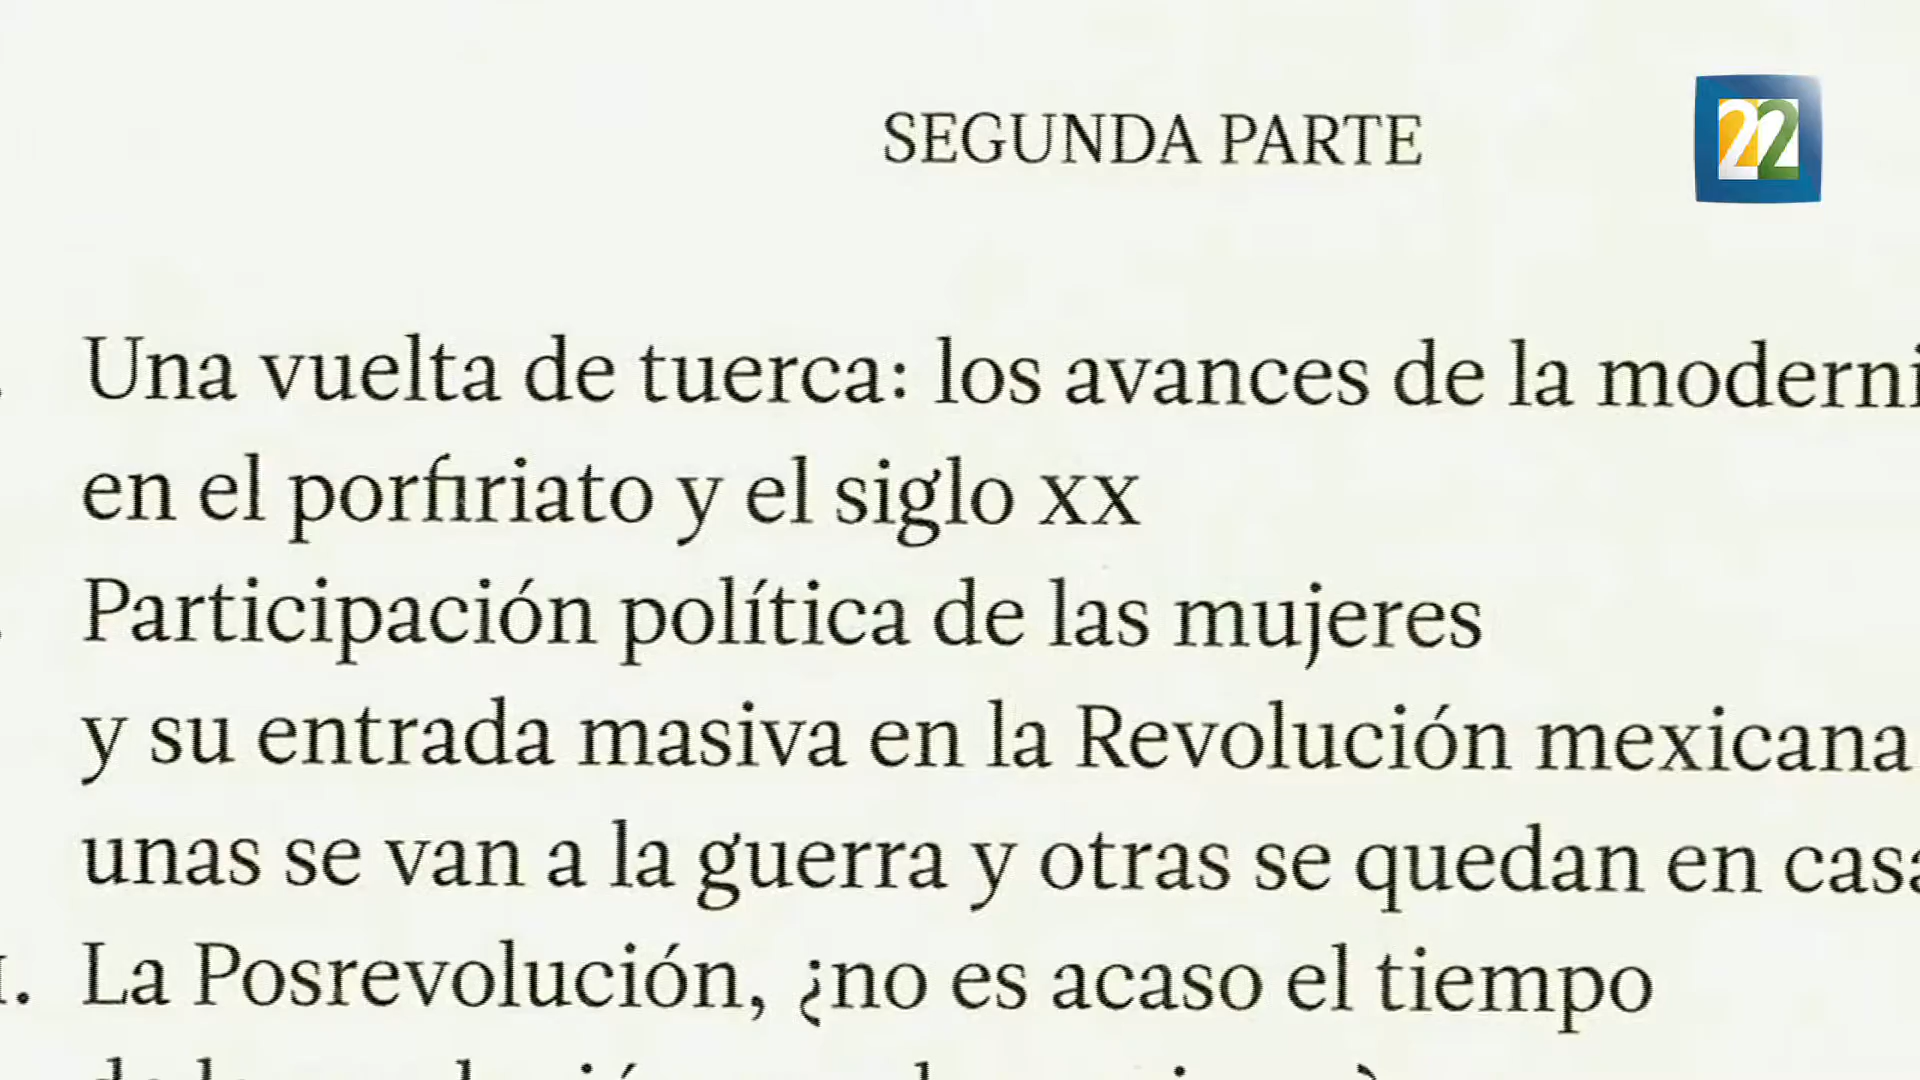 SEGUNDA PARTE
22
Una vuelta de tuerca: los avances de la
en el porfiriato y el siglo XX
Participación política de las mujeres
y su entrada masiva en la Revolución mexicana
unas se van a la guerra y otras se quedan en
La Posrevolución, ¿no es acaso el tiempo